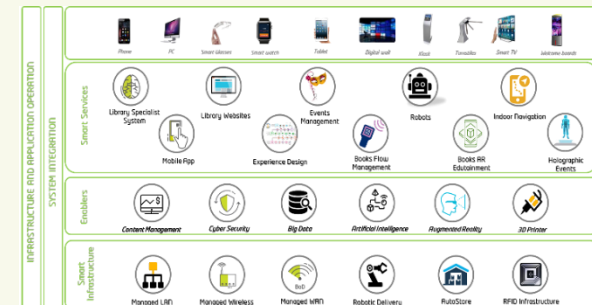 INFRASTRUCTURE AND APPLICATION OPERATION
SYSTEM INTEGRATION
Phone
PC
Smart Glasses
Smart watch
Tablet
Digital wall
Kiosk
Turnstiles
Smart TV
Welcome boards
Smart Services
Library Specialist
System
Library Websites
Events
Management
Robots
Indoor Navigation
Mobile App
Experience Design
Books Flow
Management
Books AR
Edutainment
Holographic
Events
Enablers
Content Management
Cyber Security
Big Data
Artificial Intelligence
Augmented Reality
3D Printer
Smart
Infrastructure
BoD
Managed LAN
Managed Wireless
Managed WAN
Robotic Delivery
AutoStore
RFID Infrastructure